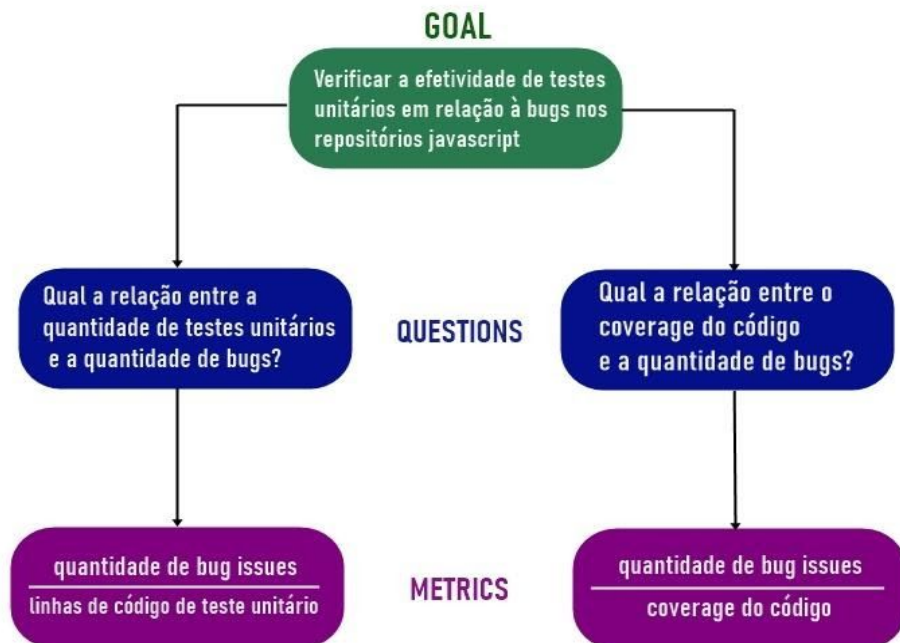 GOAL
Verificar a efetividade de testes
unitários em relação à bugs nos
repositórios javascript
Qual a relação entre a
quantidade de testes unitários
e a quantidade de bugs?
QUESTIONS
Qual a relação entre o
coverage do código
e a quantidade de bugs?
quantidade de bug issues
linhas de código de teste unitário
METRICS
quantidade de bug issues
coverage do código